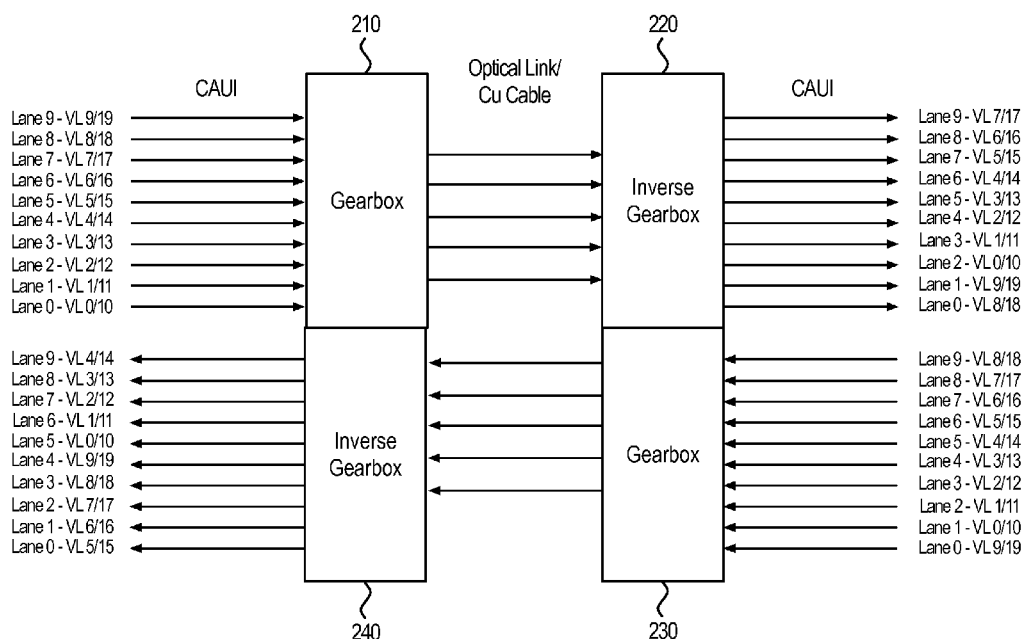 210
220
CAUI
Optical Link/
Cu Cable
CAUI
Lane 9 - VL 9/19
Lane 8 - VL 8/18
Lane 7 - VL 7/17
Lane 6 - VL 6/16
Lane 5 - VL 5/15
Lane 4 - VL 4/14
Lane 3 - VL 3/13
Lane 2 - VL 2/12
Lane 1 - VL 1/11
Lane 0 - VL 0/10
Gearbox
Inverse
Gearbox
Lane 9 - VL 7/17
Lane 8 - VL 6/16
Lane 7 - VL 5/15
Lane 6 - VL 4/14
Lane 5 - VL 3/13
Lane 4 - VL 2/12
Lane 3 - VL 1/11
Lane 2 - VL 0/10
Lane 1 - VL 9/19
Lane 0 - VL 8/18
Lane 9 - VL 4/14
Lane 8 - VL 3/13
Lane 7 - VL 2/12
Lane 6 - VL 1/11
Lane 5 - VL 0/10
Lane 4 - VL 9/19
Lane 3 - VL 8/18
Lane 2 - VL 7/17
Lane 1 - VL 6/16
Lane 0 - VL 5/15
Inverse
Gearbox
Gearbox
Lane 9 - VL 8/18
Lane 8 - VL 7/17
Lane 7 - VL 6/16
Lane 6 - VL 5/15
Lane 5 - VL 4/14
Lane 4 - VL 3/13
Lane 3 - VL 2/12
Lane 2 - VL 1/11
Lane 1 - VL 0/10
Lane 0 - VL 9/19
240
230